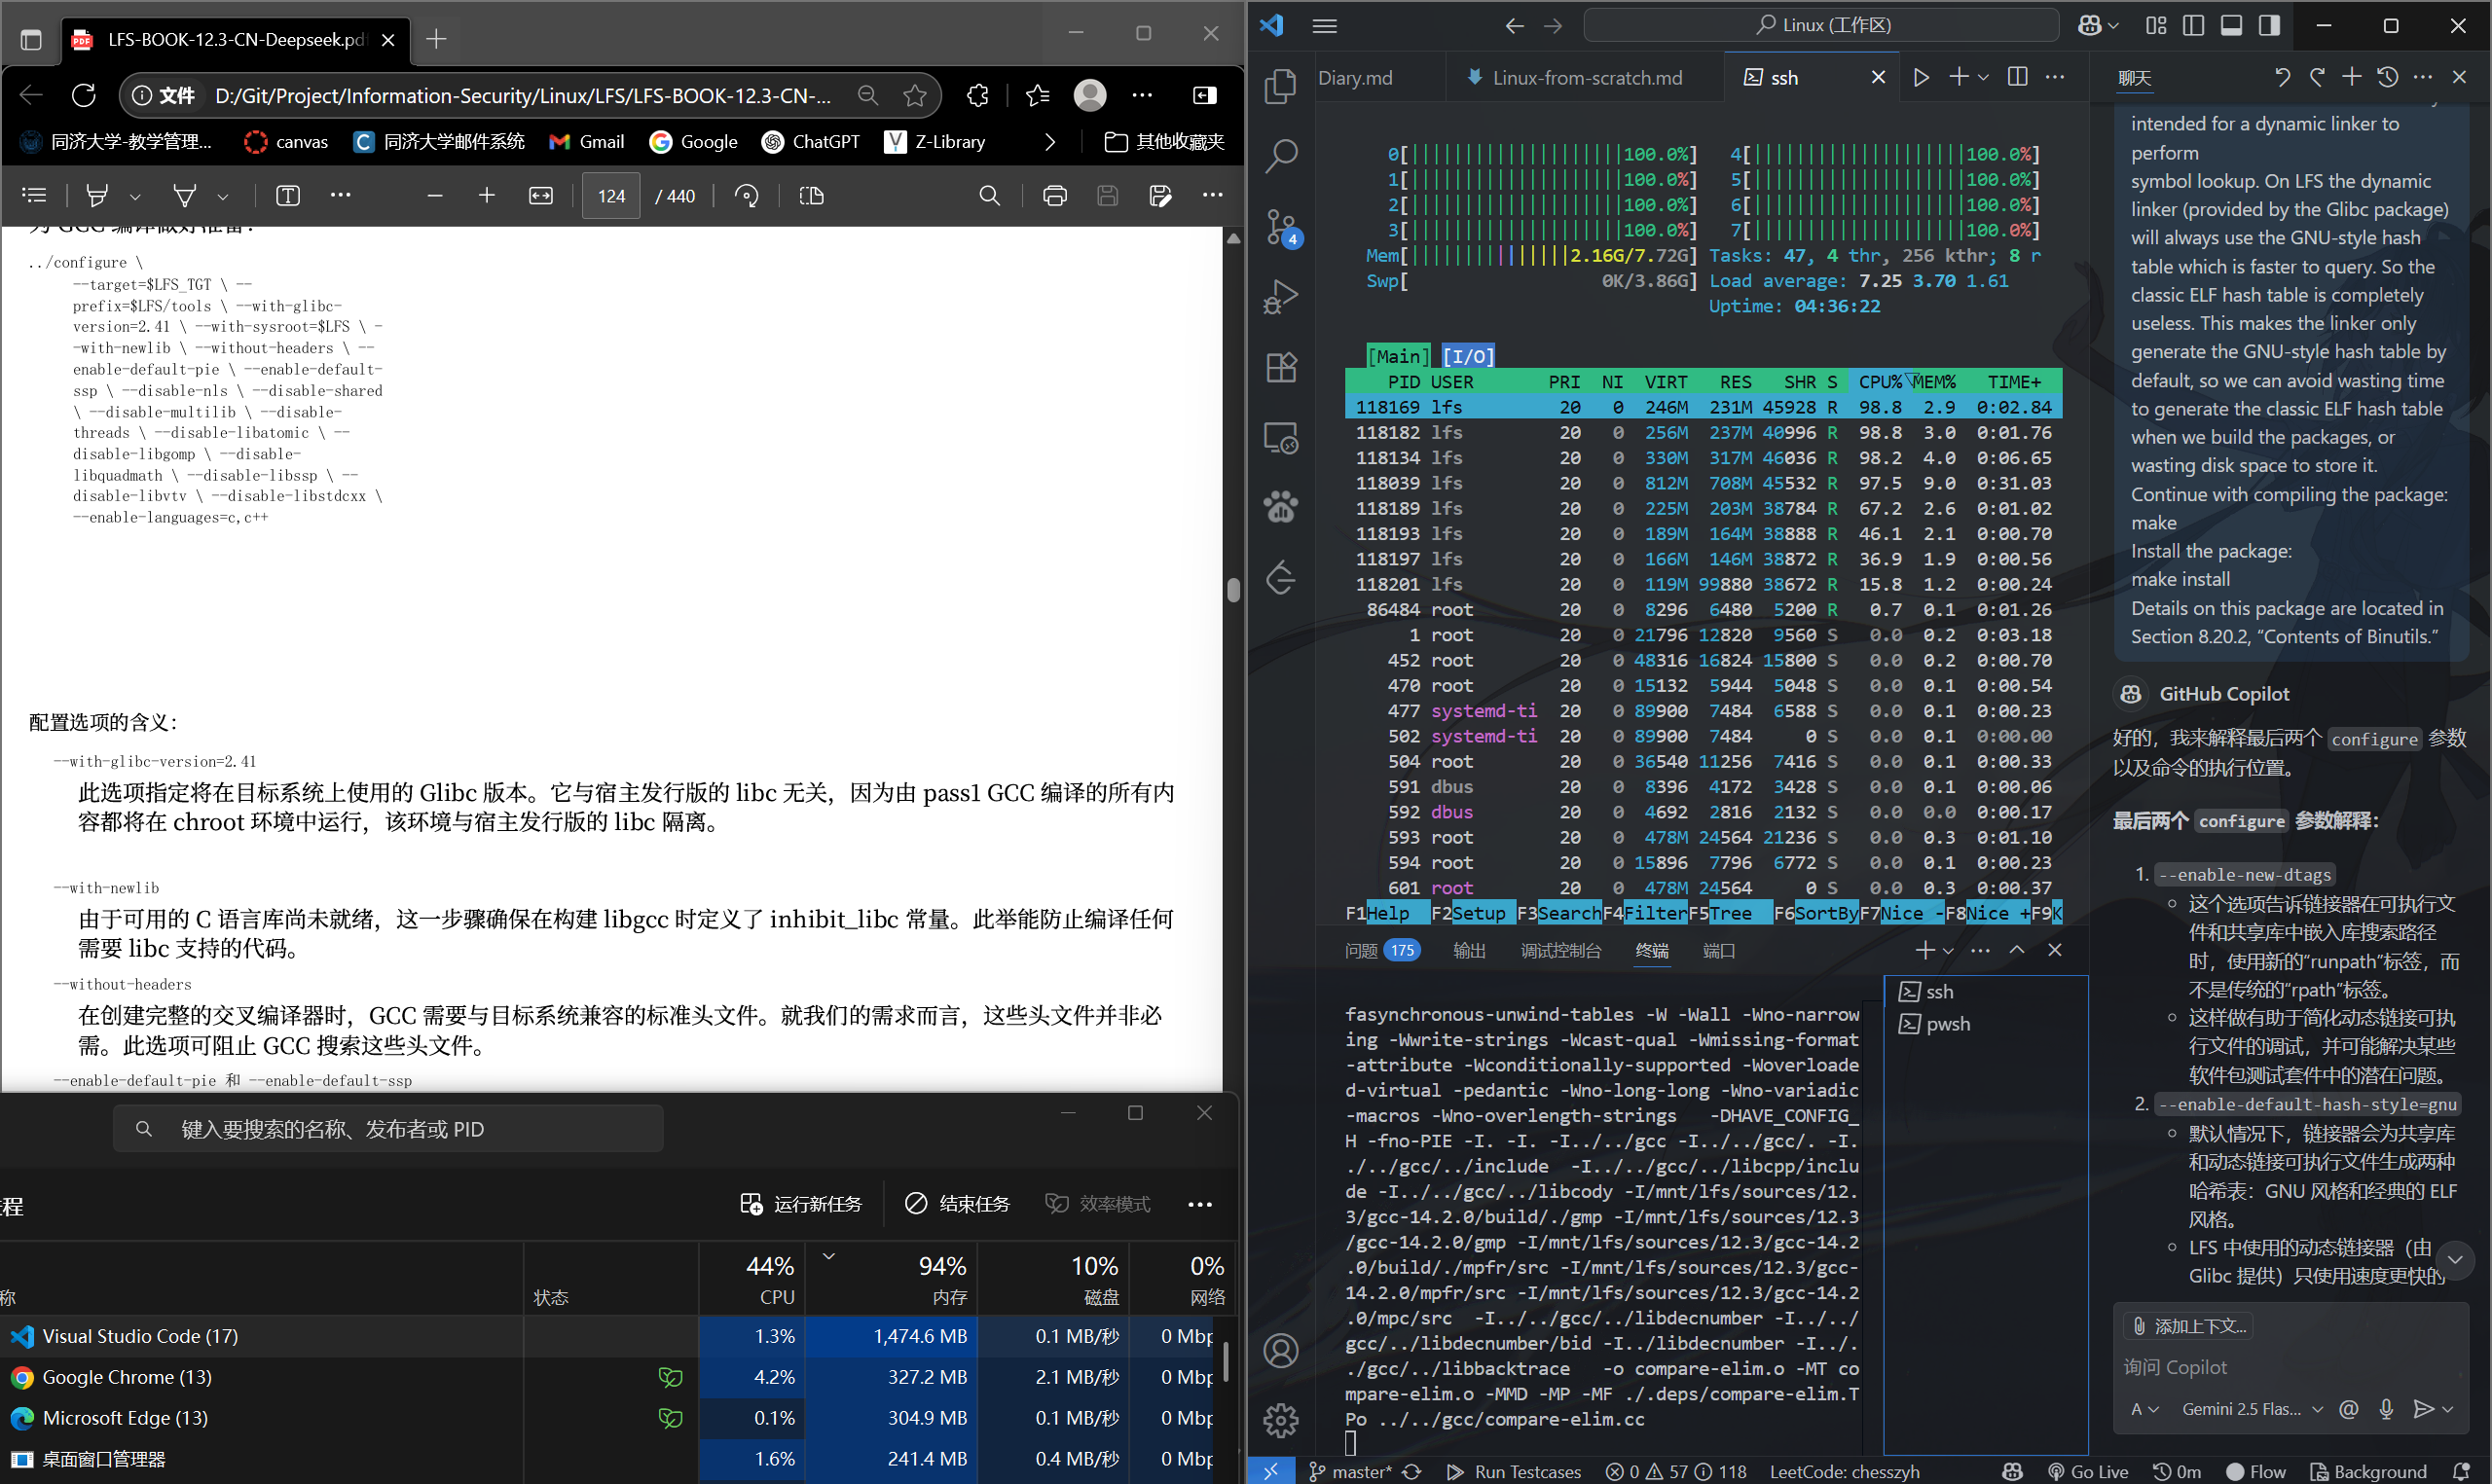 LFS-BOOK-12.3-CN-Deepseek.pd
文件 D:/Git/Project/Information-Security/Linux/LFS/LFS-BOOK-12.3-CN-...
同济大学-教学管理... canvas 同济大学邮件系统 Gmail Google ChatGPT Z-Library 其他收藏夹
124 / 440
为 GCC 编译做好准备：
../configure \
--target=$LFS_TGT \ --
prefix=$LFS/tools \ --with-glibc-
version=2.41 \ --with-sysroot=$LFS \ -
-with-newlib \ --without-headers \ --
enable-default-pie \ --enable-default-
ssp \ --disable-nls \ --disable-shared
\ --disable-multilib \ --disable-
threads \ --disable-libatomic \ --
disable-libgomp \ --disable-
libquadmath \ --disable-libssp \ --
disable-libvtv \ --disable-libstdcxx \
--enable-languages=c,c++
配置选项的含义：
--with-glibc-version=2.41
此选项指定将在目标系统上使用的 Glibc 版本。它与宿主发行版的 libc 无关，因为由 pass1 GCC 编译的所有内
容都将在 chroot 环境中运行，该环境与宿主发行版的 libc 隔离。
--with-newlib
由于可用的 C 语言库尚未就绪，这一步骤确保在构建 libgcc 时定义了 inhibit_libc 常量。此举能防止编译任何
需要 libc 支持的代码。
--without-headers
在创建完整的交叉编译器时，GCC 需要与目标系统兼容的标准头文件。就我们的需求而言，这些头文件并非必
需。此选项可阻止 GCC 搜索这些头文件。
--enable-default-pie 和 --enable-default-ssp
键入要搜索的名称、发布者或 PID
程 运行新任务 结束任务 效率模式
44% 94% 10% 0%
称 状态 CPU 内存 磁盘 网络
Visual Studio Code (17) 1.3% 1,474.6 MB 0.1 MB/秒 0 Mbp
Google Chrome (13) 4.2% 327.2 MB 2.1 MB/秒 0 Mbp
Microsoft Edge (13) 0.1% 304.9 MB 0.1 MB/秒 0 Mbp
桌面窗口管理器 1.6% 241.4 MB 0.4 MB/秒 0 Mbp
Linux (工作区)
Diary.md Linux-from-scratch.md ssh
4
0[||||||||||||||||||||100.0%] 4[||||||||||||||||||||100.0%]
1[||||||||||||||||||||100.0%] 5[||||||||||||||||||||100.0%]
2[||||||||||||||||||||100.0%] 6[||||||||||||||||||||100.0%]
3[||||||||||||||||||||100.0%] 7[||||||||||||||||||||100.0%]
Mem[|||||||||||||||2.16G/7.72G] Tasks: 47, 4 thr, 256 kthr; 8 r
Swp[ 0K/3.86G] Load average: 7.25 3.70 1.61
Uptime: 04:36:22
[Main] [I/O]
PID USER PRI NI VIRT RES SHR S CPU%▽MEM% TIME+
118169 lfs 20 0 246M 231M 45928 R 98.8 2.9 0:02.84
118182 lfs 20 0 256M 237M 40996 R 98.8 3.0 0:01.76
118134 lfs 20 0 330M 317M 46036 R 98.2 4.0 0:06.65
118039 lfs 20 0 812M 708M 45532 R 97.5 9.0 0:31.03
118189 lfs 20 0 225M 203M 38784 R 67.2 2.6 0:01.02
118193 lfs 20 0 189M 164M 38888 R 46.1 2.1 0:00.70
118197 lfs 20 0 166M 146M 38872 R 36.9 1.9 0:00.56
118201 lfs 20 0 119M 99880 38672 R 15.8 1.2 0:00.24
86484 root 20 0 8296 6480 5200 R 0.7 0.1 0:01.26
1 root 20 0 21796 12820 9560 S 0.0 0.2 0:03.18
452 root 20 0 48316 16824 15800 S 0.0 0.2 0:00.70
470 root 20 0 15132 5944 5048 S 0.0 0.1 0:00.54
477 systemd-ti 20 0 89900 7484 6588 S 0.0 0.1 0:00.23
502 systemd-ti 20 0 89900 7484 0 S 0.0 0.1 0:00.00
504 root 20 0 36540 11256 7416 S 0.0 0.1 0:00.33
591 dbus 20 0 8396 4172 3428 S 0.0 0.1 0:00.06
592 dbus 20 0 4692 2816 2132 S 0.0 0.0 0:00.17
593 root 20 0 478M 24564 21236 S 0.0 0.3 0:01.10
594 root 20 0 15896 7796 6772 S 0.0 0.1 0:00.23
601 root 20 0 478M 24564 0 S 0.0 0.3 0:00.37
F1Help F2Setup F3SearchF4FilterF5Tree F6SortByF7Nice -F8Nice +F9K
问题 175 输出 调试控制台 终端 端口
fasynchronous-unwind-tables -W -Wall -Wno-narrow
ing -Wwrite-strings -Wcast-qual -Wmissing-format
-attribute -Wconditionally-supported -Woverloade
d-virtual -pedantic -Wno-long-long -Wno-variadic
-macros -Wno-overlength-strings -DHAVE_CONFIG_
H -fno-PIE -I. -I. -I../../gcc -I../../gcc/. -I.
./../gcc/../include -I../../gcc/../libcpp/inclu
de -I../../gcc/../libcody -I/mnt/lfs/sources/12.
3/gcc-14.2.0/build/./gmp -I/mnt/lfs/sources/12.3
/gcc-14.2.0/gmp -I/mnt/lfs/sources/12.3/gcc-14.2
.0/build/./mpfr/src -I/mnt/lfs/sources/12.3/gcc-
14.2.0/mpfr/src -I/mnt/lfs/sources/12.3/gcc-14.2
.0/mpc/src -I../../gcc/../libdecnumber -I../../
gcc/../libdecnumber/bid -I../libdecnumber -I../.
./gcc/../libbacktrace -o compare-elim.o -MT co
mpare-elim.o -MMD -MP -MF ./.deps/compare-elim.T
Po ../../gcc/compare-elim.cc
ssh
pwsh
聊天
intended for a dynamic linker to
perform
symbol lookup. On LFS the dynamic
linker (provided by the Glibc package)
will always use the GNU-style hash
table which is faster to query. So the
classic ELF hash table is completely
useless. This makes the linker only
generate the GNU-style hash table by
default, so we can avoid wasting time
to generate the classic ELF hash table
when we build the packages, or
wasting disk space to store it.
Continue with compiling the package:
make
Install the package:
make install
Details on this package are located in
Section 8.20.2, “Contents of Binutils.”
GitHub Copilot
好的，我来解释最后两个 configure 参数
以及命令的执行位置。
最后两个 configure 参数解释：
1. --enable-new-dtags
○ 这个选项告诉链接器在可执行文
件和共享库中嵌入库搜索路径
时，使用新的“runpath”标签，而
不是传统的“rpath”标签。
○ 这样做有助于简化动态链接可执
行文件的调试，并可能解决某些
软件包测试套件中的潜在问题。
2. --enable-default-hash-style=gnu
○ 默认情况下，链接器会为共享库
和动态链接可执行文件生成两种
哈希表：GNU 风格和经典的 ELF
风格。
○ LFS 中使用的动态链接器（由
Glibc 提供）只使用速度更快的
添加上下文...
询问 Copilot
A Gemini 2.5 Flas... @
master* Run Testcases 0 57 118 LeetCode: chesszyh Go Live 0m Flow Background